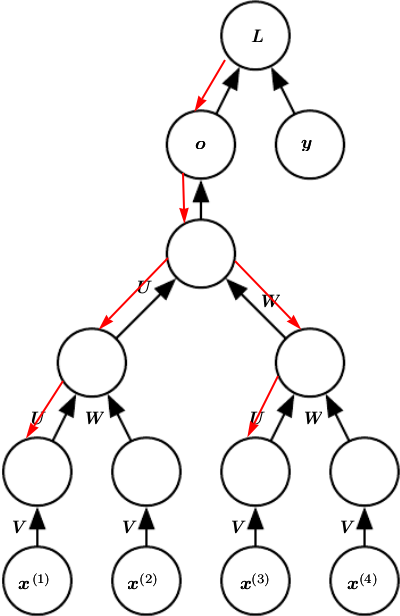 L
o y
U W
U W U W
V V V V
x^(1) x^(2) x^(3) x^(4)